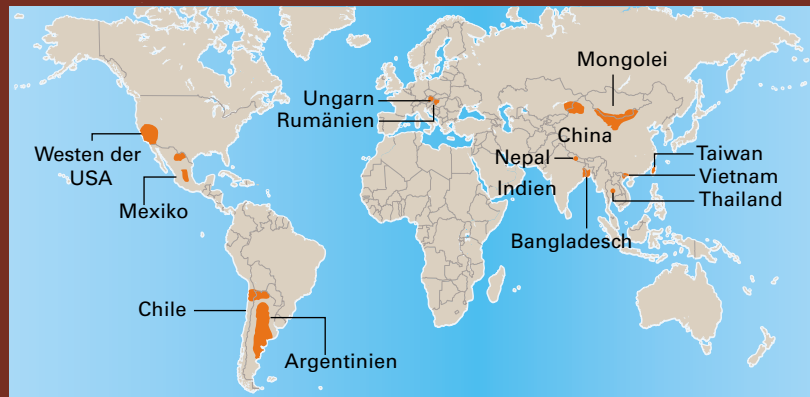 Mongolei
Ungarn
Rumänien
China
Westen der
USA
Nepal
Taiwan
Indien
Vietnam
Mexiko
Thailand
Bangladesch
Chile
Argentinien